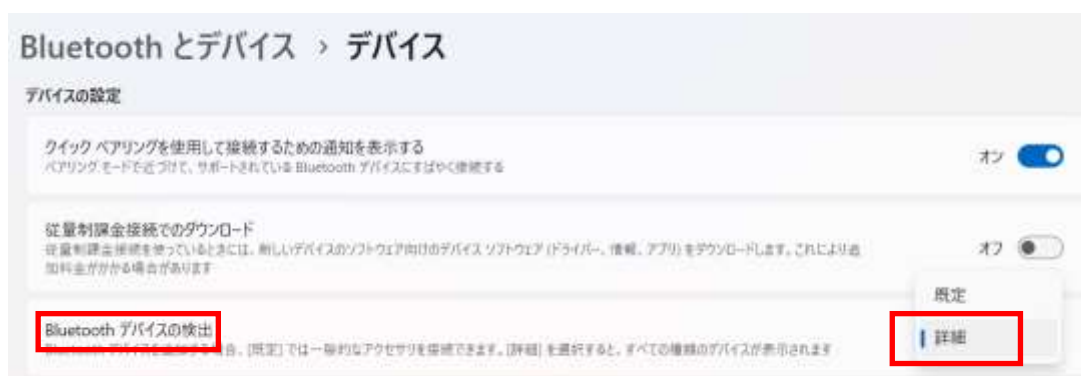 Bluetooth とデバイス › デバイス
デバイスの設定
クイック ペアリングを使用して接続するための通知を表示する
ペアリング モードで近づけて、サポートされている Bluetooth デバイスにすばやく接続する
オン
従量制課金接続でのダウンロード
従量制課金接続を使っているときには、新しいデバイスのソフトウェア向けのデバイス ソフトウェア (ドライバー、情報、アプリ) をダウンロードします。これにより追
加料金がかかる場合があります
オフ
既定
Bluetooth デバイスの検出
詳細
Bluetooth デバイスを追加する場合、[既定] では一般的なアクセサリを接続できます。[詳細] を選択すると、すべての種類のデバイスが表示されます